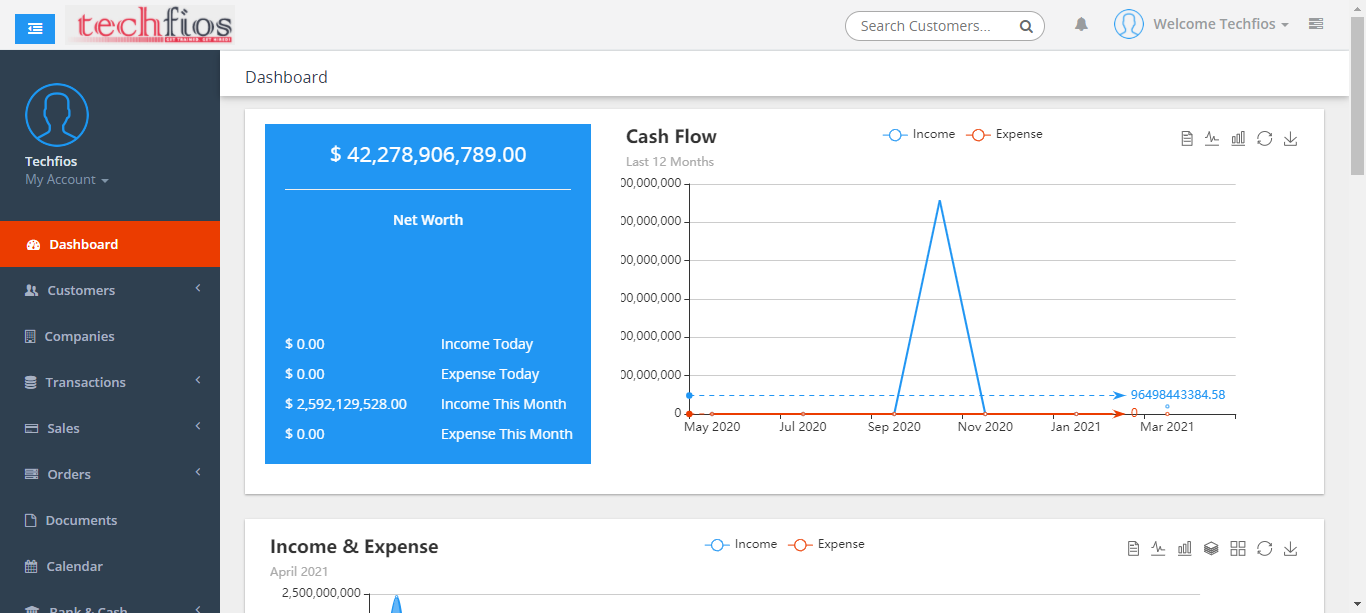 techfios
GET TRAINED. GET HIRED!
Search Customers...
Welcome Techfios
Techfios
My Account
Dashboard
Customers
Companies
Transactions
Sales
Orders
Documents
Calendar
Bank & Cash
Dashboard
$ 42,278,906,789.00
Net Worth
$ 0.00 Income Today
$ 0.00 Expense Today
$ 2,592,129,528.00 Income This Month
$ 0.00 Expense This Month
Cash Flow
Last 12 Months
Income Expense
00,000,000
00,000,000
00,000,000
00,000,000
00,000,000
00,000,000
0
96498443384.58
0
May 2020 Jul 2020 Sep 2020 Nov 2020 Jan 2021 Mar 2021
Income & Expense
April 2021
Income Expense
2,500,000,000